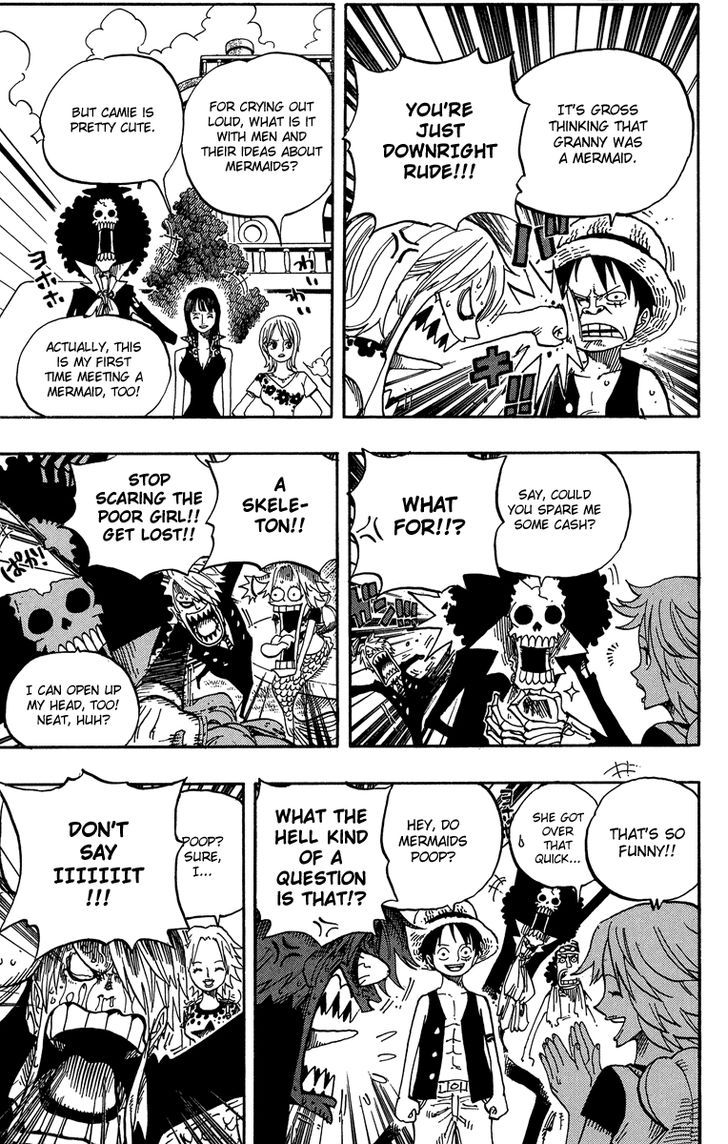 IT'S GROSS
THINKING THAT
GRANNY WAS
A MERMAID.
YOU'RE
JUST
DOWNRIGHT
RUDE!!!
FOR CRYING OUT
LOUD, WHAT IS IT
WITH MEN AND
THEIR IDEAS ABOUT
MERMAIDS?
BUT CAMIE IS
PRETTY CUTE.
ACTUALLY, THIS
IS MY FIRST
TIME MEETING A
MERMAID, TOO!
SAY, COULD
YOU SPARE ME
SOME CASH?
WHAT
FOR!!?
A
SKELE-
TON!!
STOP
SCARING THE
POOR GIRL!!
GET LOST!!
I CAN OPEN UP
MY HEAD, TOO!
NEAT, HUH?
THAT'S SO
FUNNY!!
SHE GOT
OVER
THAT
QUICK...
HEY, DO
MERMAIDS
POOP?
WHAT THE
HELL KIND
OF A
QUESTION
IS THAT!?
POOP?
SURE,
I...
DON'T
SAY
IIIIIIIT
!!!